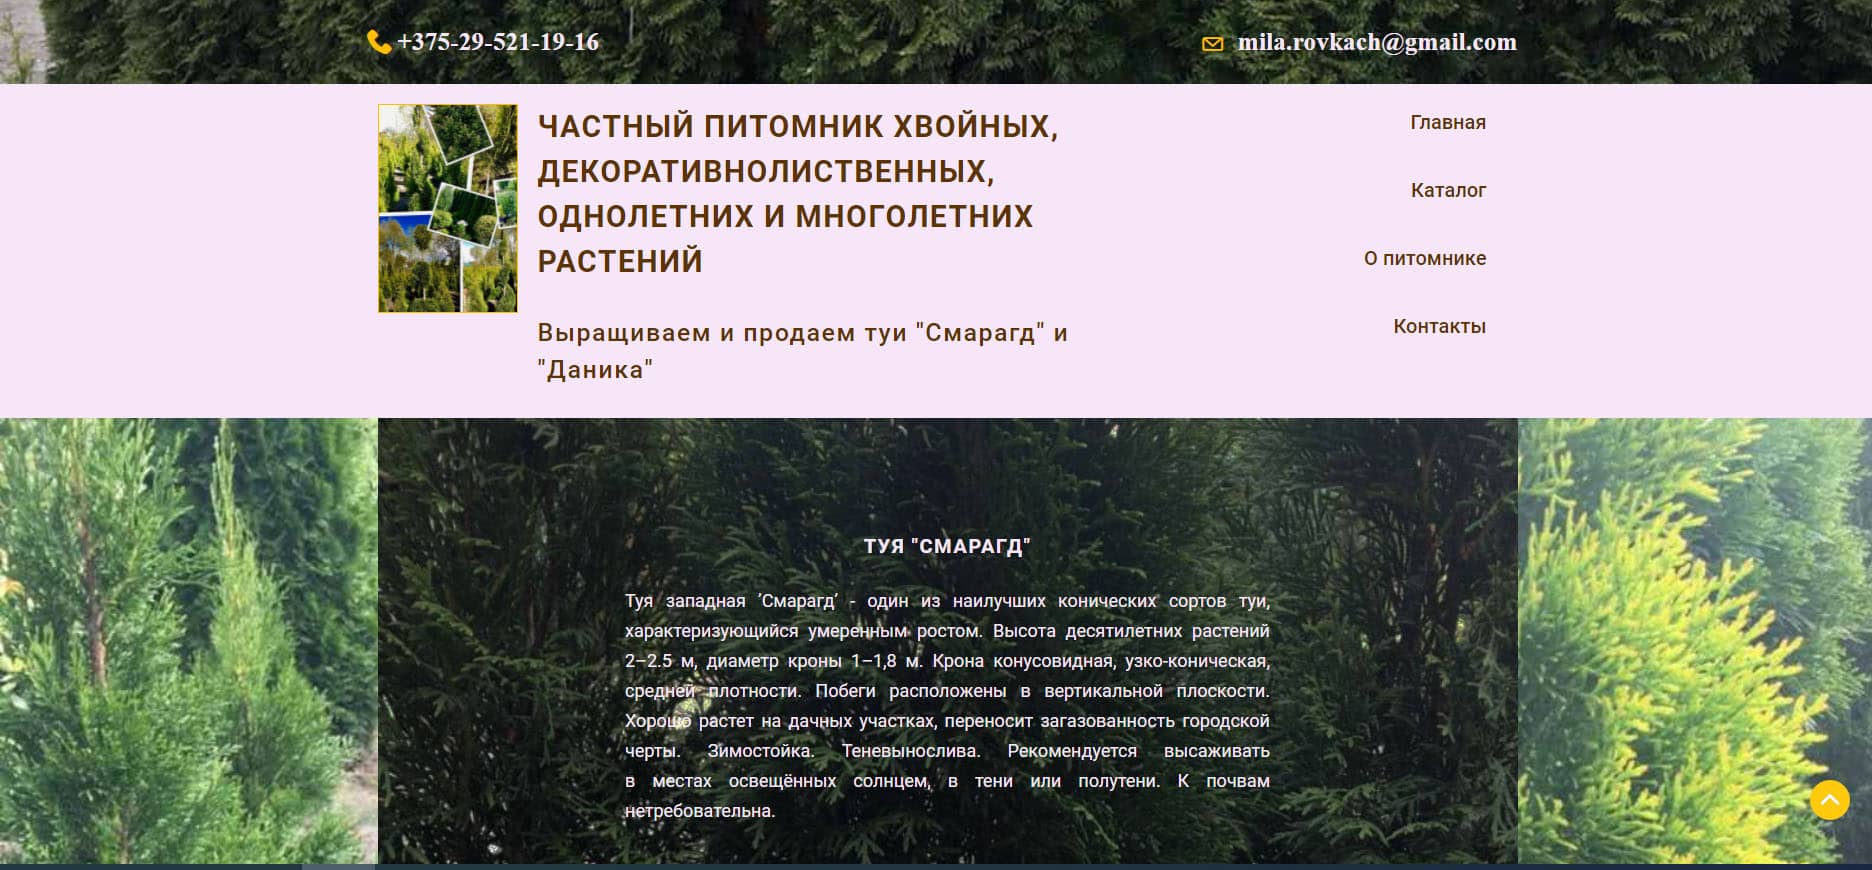 +375-29-521-19-16
mila.rovkach@gmail.com
ЧАСТНЫЙ ПИТОМНИК ХВОЙНЫХ,
ДЕКОРАТИВНОЛИСТВЕННЫХ,
ОДНОЛЕТНИХ И МНОГОЛЕТНИХ
РАСТЕНИЙ
Выращиваем и продаем туи "Смарагд" и
"Даника"
Главная
Каталог
О питомнике
Контакты
ТУЯ "СМАРАГД"
Туя западная ‘Смарагд’ - один из наилучших конических сортов туи,
характеризующийся умеренным ростом. Высота десятилетних растений
2–2.5 м, диаметр кроны 1–1,8 м. Крона конусовидная, узко-коническая,
средней плотности. Побеги расположены в вертикальной плоскости.
Хорошо растет на дачных участках, переносит загазованность городской
черты. Зимостойка. Теневынослива. Рекомендуется высаживать
в местах освещённых солнцем, в тени или полутени. К почвам
нетребовательна.